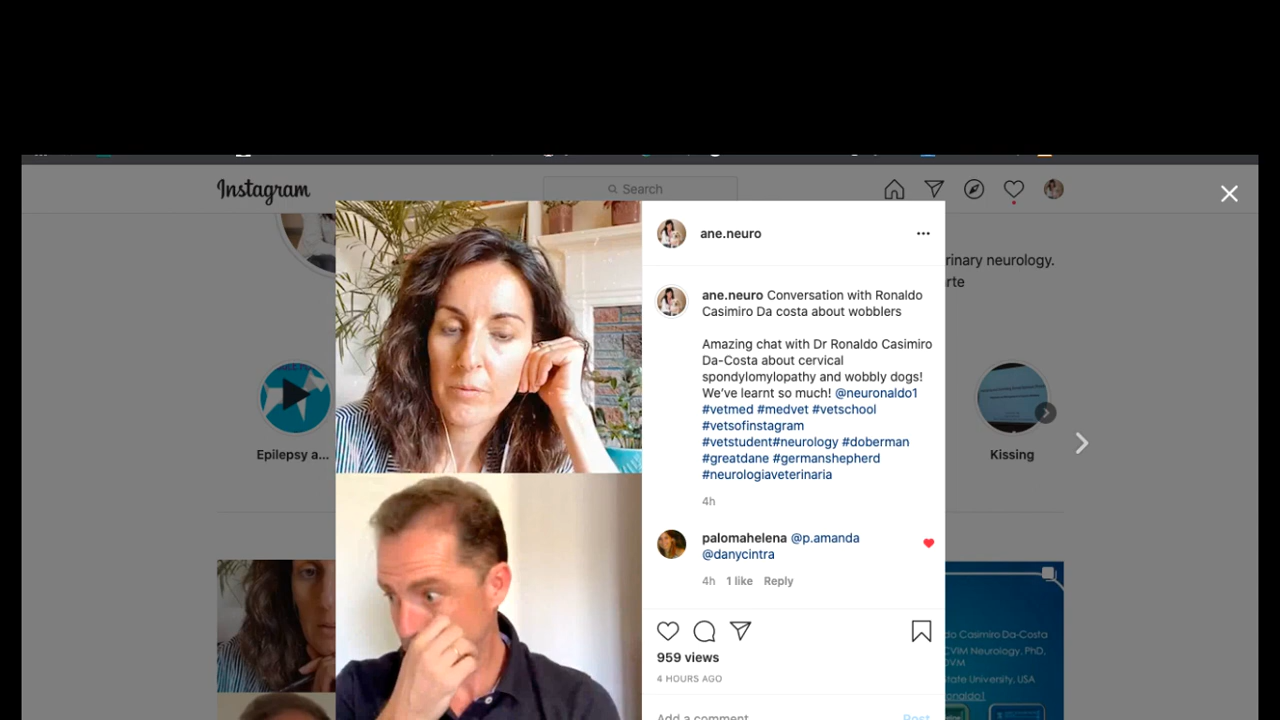 Instagram
Search
ane.neuro
rinary neurology.
rte
ane.neuro Conversation with Ronaldo
Casimiro Da costa about wobblers
Amazing chat with Dr Ronaldo Casimiro
Da-Costa about cervical
spondylomylopathy and wobbly dogs!
We've learnt so much! @neuronaldo1
#vetmed #medvet #vetschool
#vetsofinstagram
#vetstudent#neurology #doberman
#greatdane #germanshepherd
#neurologiaveterinaria
4h
Epilepsy a...
Kissing
palomahelena @p.amanda
@danycintra
4h 1 like Reply
959 views
4 HOURS AGO
Add a comment
Post
do Casimiro Da-Costa
CVIM Neurology, PhD,
DVM
State University, USA
onaldo1